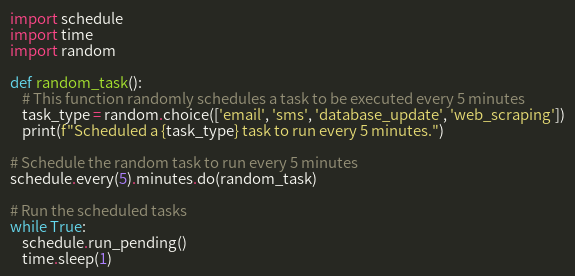 import schedule
import time
import random

def random_task():
    # This function randomly schedules a task to be executed every 5 minutes
    task_type = random.choice(['email', 'sms', 'database_update', 'web_scraping'])
    print(f"Scheduled a {task_type} task to run every 5 minutes.")

# Schedule the random task to run every 5 minutes
schedule.every(5).minutes.do(random_task)

# Run the scheduled tasks
while True:
    schedule.run_pending()
    time.sleep(1)